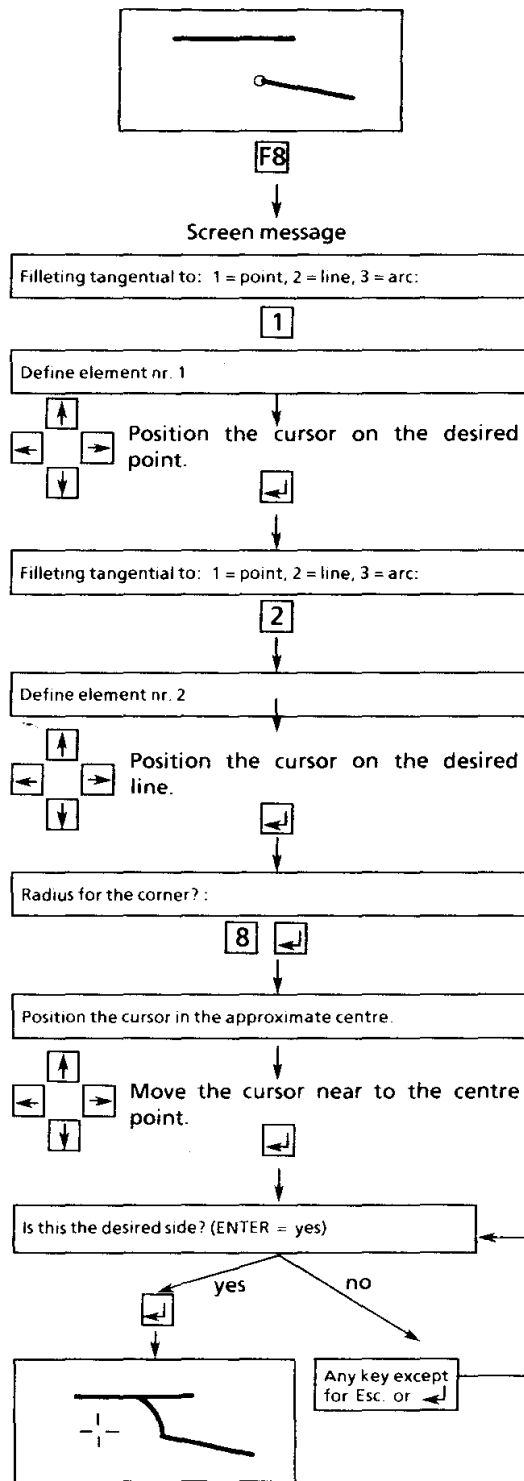 F8
Screen message
Filleting tangential to: 1 = point, 2 = line, 3 = arc:
1
Define element nr. 1
Position the cursor on the desired
point.
Filleting tangential to: 1 = point, 2 = line, 3 = arc:
2
Define element nr. 2
Position the cursor on the desired
line.
Radius for the corner? :
8
Position the cursor in the approximate centre.
Move the cursor near to the centre
point.
Is this the desired side? (ENTER = yes)
yes
no
Any key except
for Esc. or